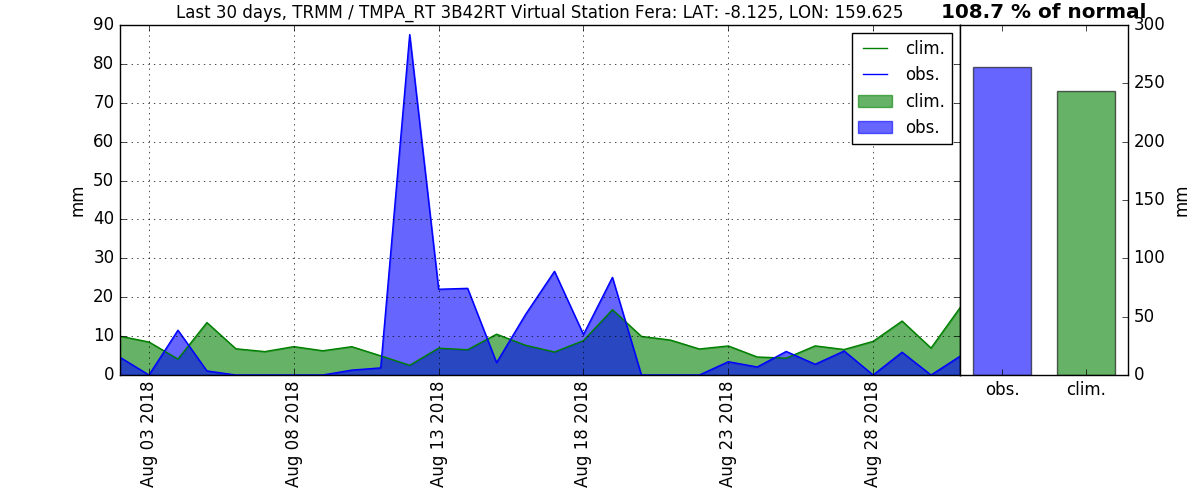 Last 30 days, TRMM / TMPA_RT 3B42RT Virtual Station Fera: LAT: -8.125, LON: 159.625
108.7 % of normal
90
80
70
60
50
40
30
20
10
0
mm
clim.
obs.
clim.
obs.
300
250
200
150
100
50
0
mm
obs.
clim.
Aug 03 2018
Aug 08 2018
Aug 13 2018
Aug 18 2018
Aug 23 2018
Aug 28 2018